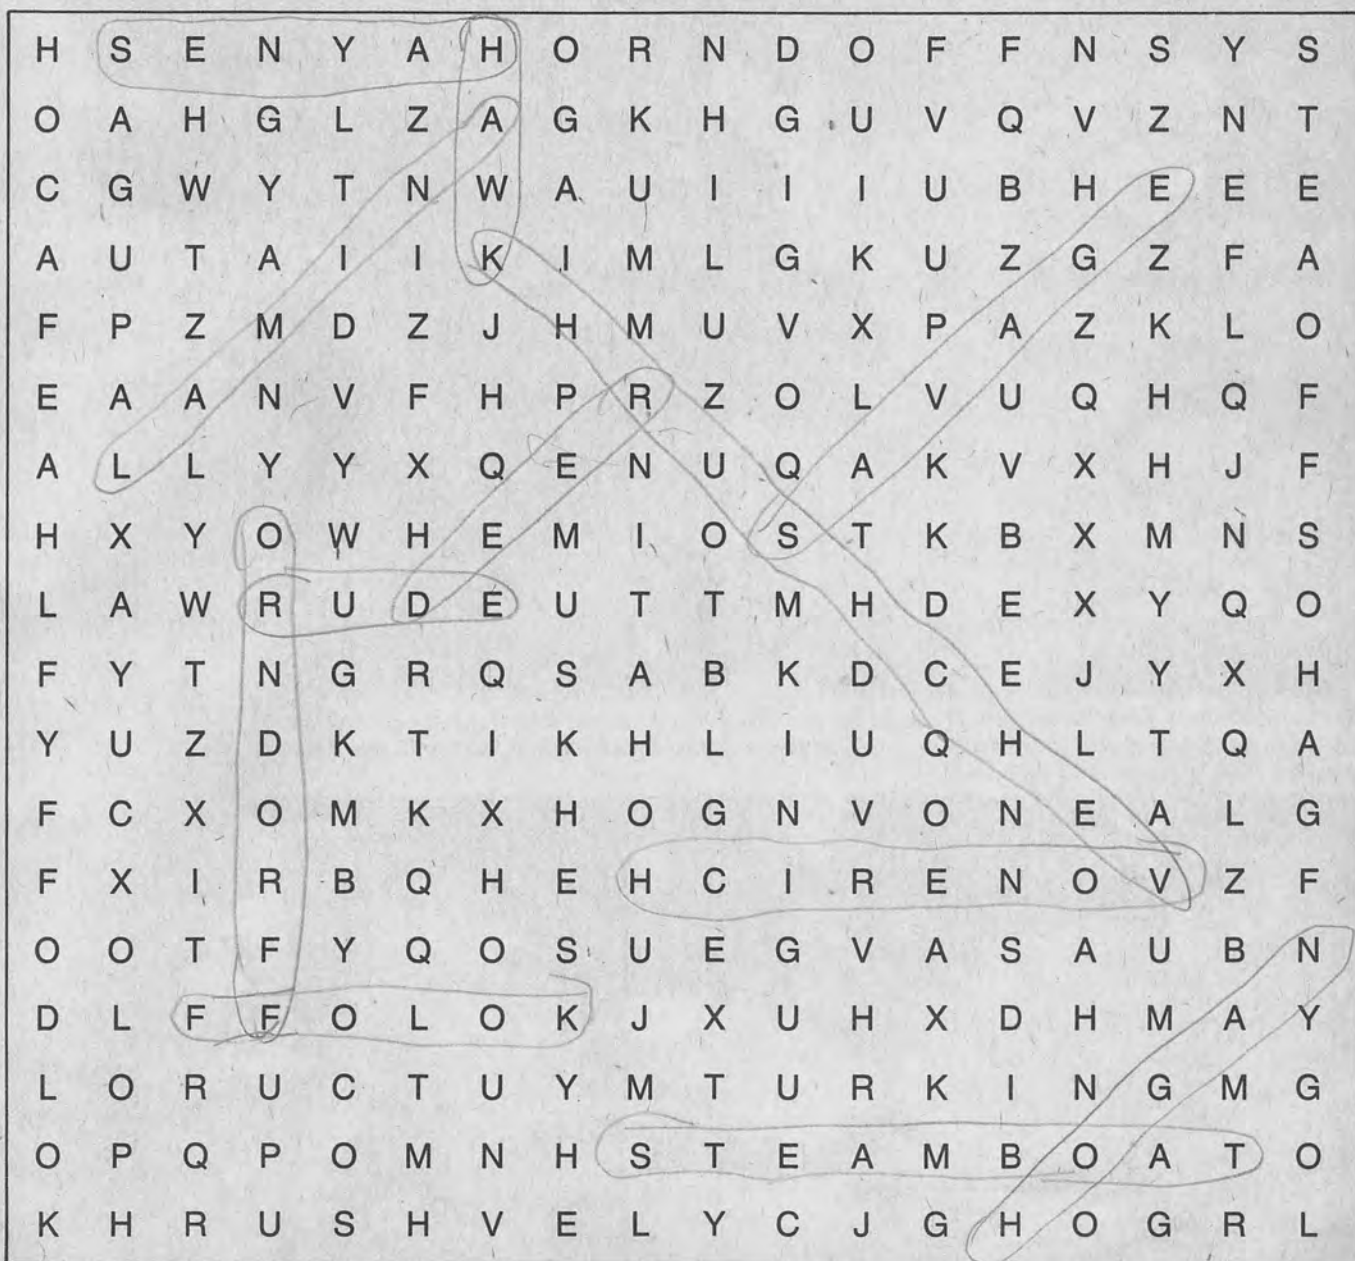 H S E N Y A H O R N D O F F N S Y S
O A H G L Z A G K H G U V Q V Z N T
C G W Y T N W A U I I I U B H E E E
A U T A I I K I M L G K U Z G Z F A
F P Z M D Z J H M U V X P A Z K L O
E A A N V F H P R Z O L V U Q H Q F
A L L Y Y X Q E N U Q A K V X H J F
H X Y O W H E M I O S T K B X M N S
L A W R U D E U T T M H D E X Y Q O
F Y T N G R Q S A B K D C E J Y X H
Y U Z D K T I K H L I U Q H L T Q A
F C X O M K X H O G N V O N E A L G
F X I R B Q H E H C I R E N O V Z F
O O T F Y Q O S U E G V A S A U B N
D L F F O L O K J X U H X D H M A Y
L O R U C T U Y M T U R K I N G M G
O P Q P O M N H S T E A M B O A T O
K H R U S H V E L Y C J G H O G R L